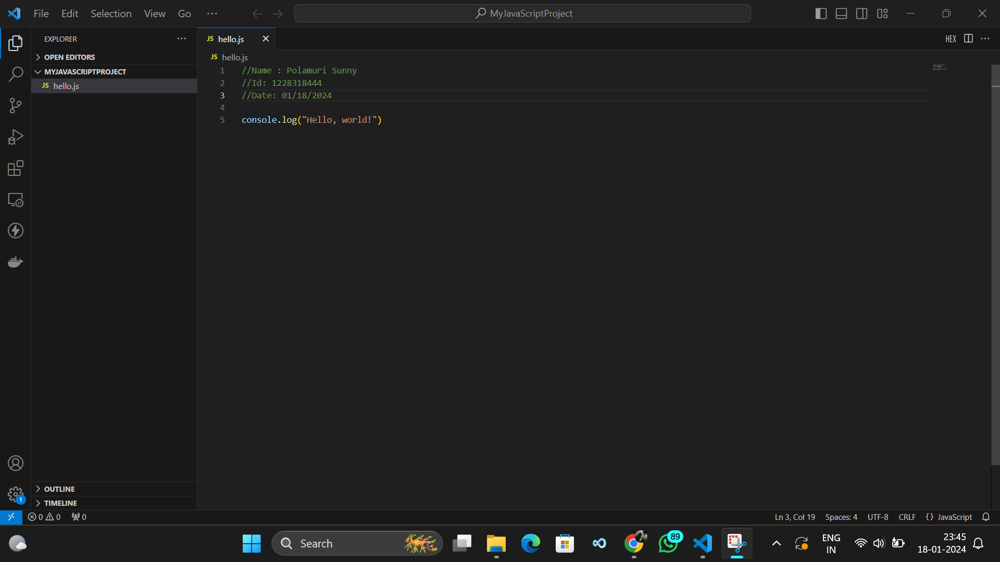 File Edit Selection View Go ··· MyJavaScriptProject
EXPLORER ···
OPEN EDITORS
MYJAVASCRIPTPROJECT
JS hello.js
OUTLINE
TIMELINE
JS hello.js
HEX
JS hello.js
1 //Name : Polamuri Sunny
2 //Id: 1228318444
3 //Date: 01/18/2024
4
5 console.log("Hello, world!")
1
0 0 0 Ln 3, Col 19 Spaces: 4 UTF-8 CRLF {} JavaScript
Search 89 ENG
IN
23:45
18-01-2024